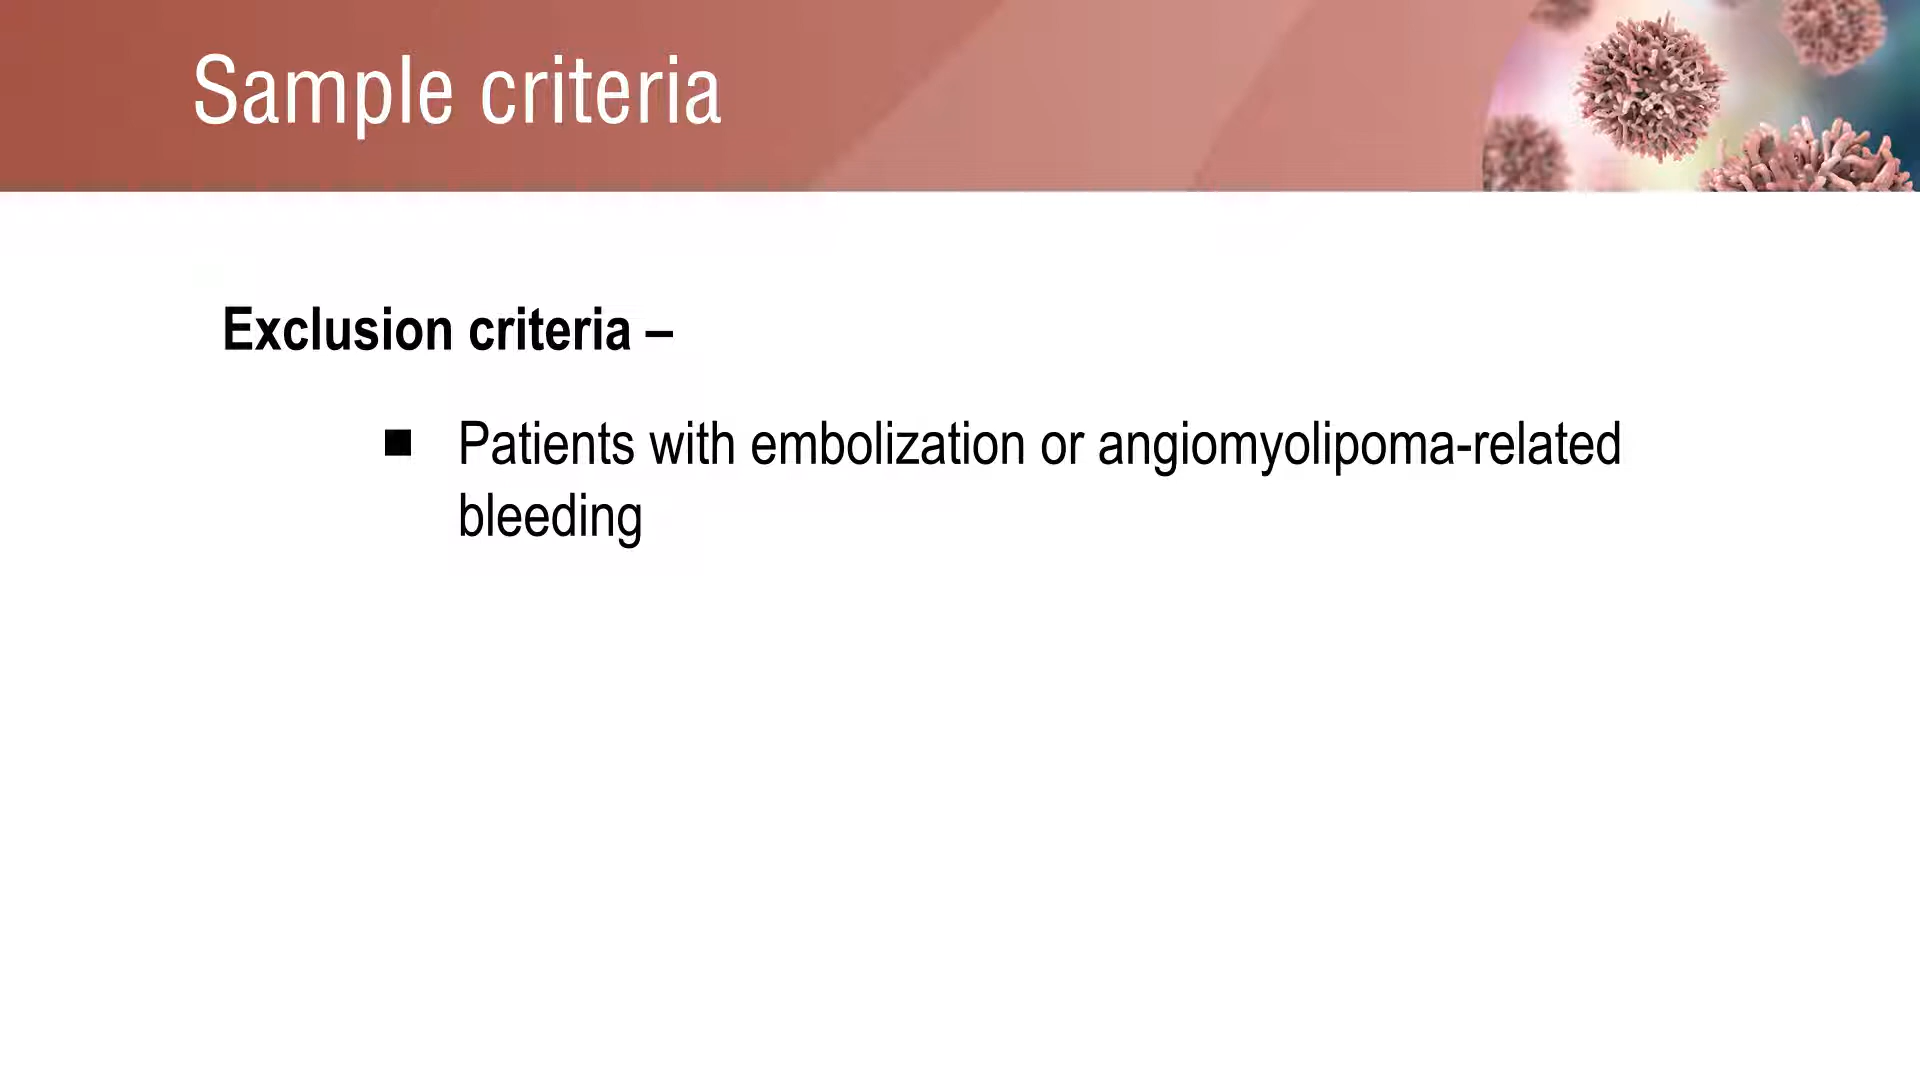 Sample criteria
Exclusion criteria –
■ Patients with embolization or angiomyolipoma-related
bleeding